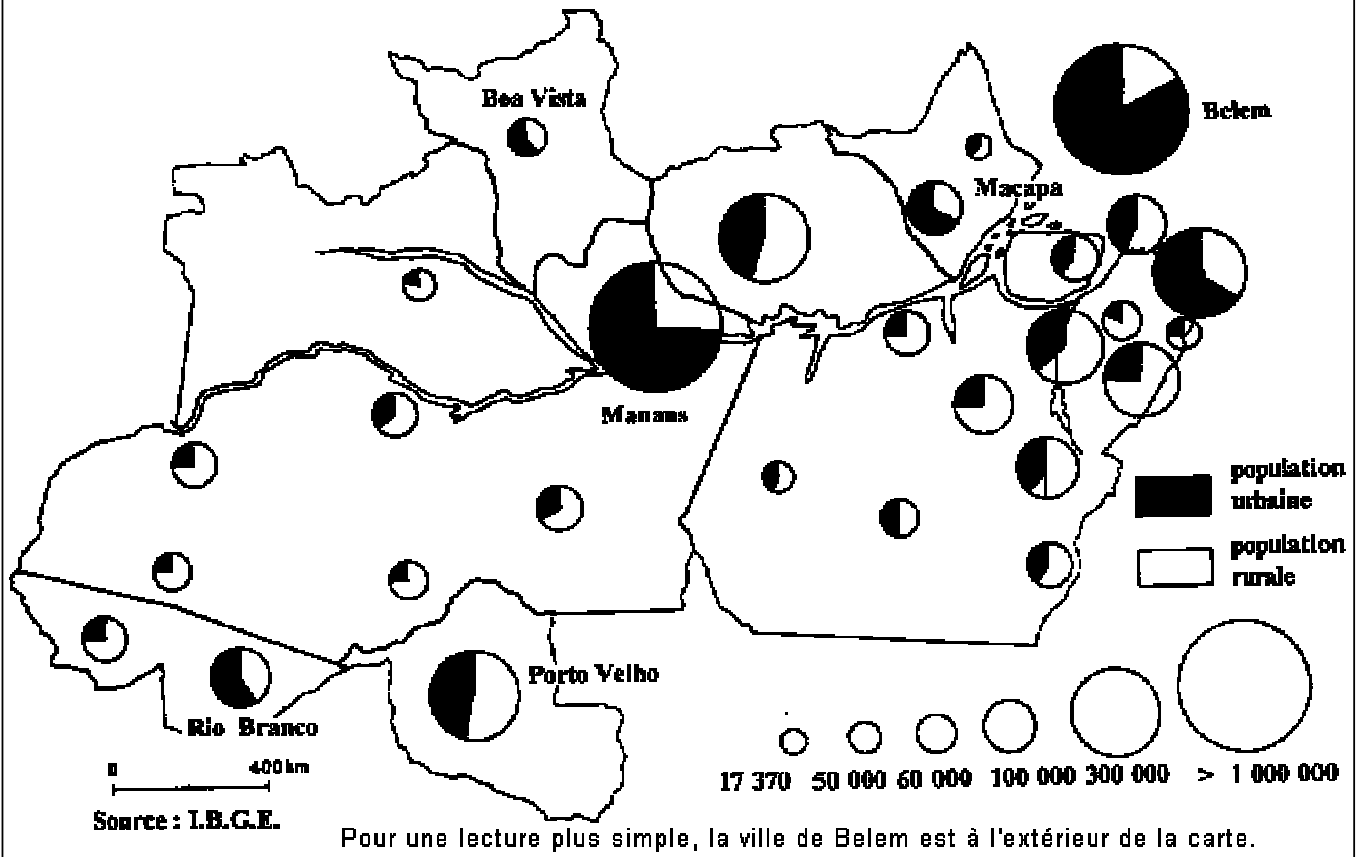 Boa Vista
Belem
Macapa
Manaus
population
urbaine
population
rurale
Porto Velho
Rio Branco
0 400 km
17 370 50 000 60 000 100 000 300 000 > 1 000 000
Source : I.B.G.E.
Pour une lecture plus simple, la ville de Belem est à l'extérieur de la carte.